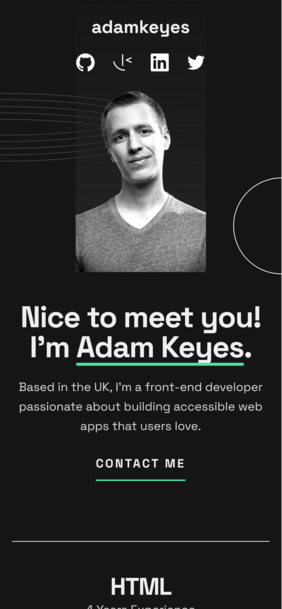 adamkeyes
Nice to meet you!
I'm Adam Keyes.
Based in the UK, I'm a front-end developer
passionate about building accessible web
apps that users love.
CONTACT ME
HTML
4 Years Experience